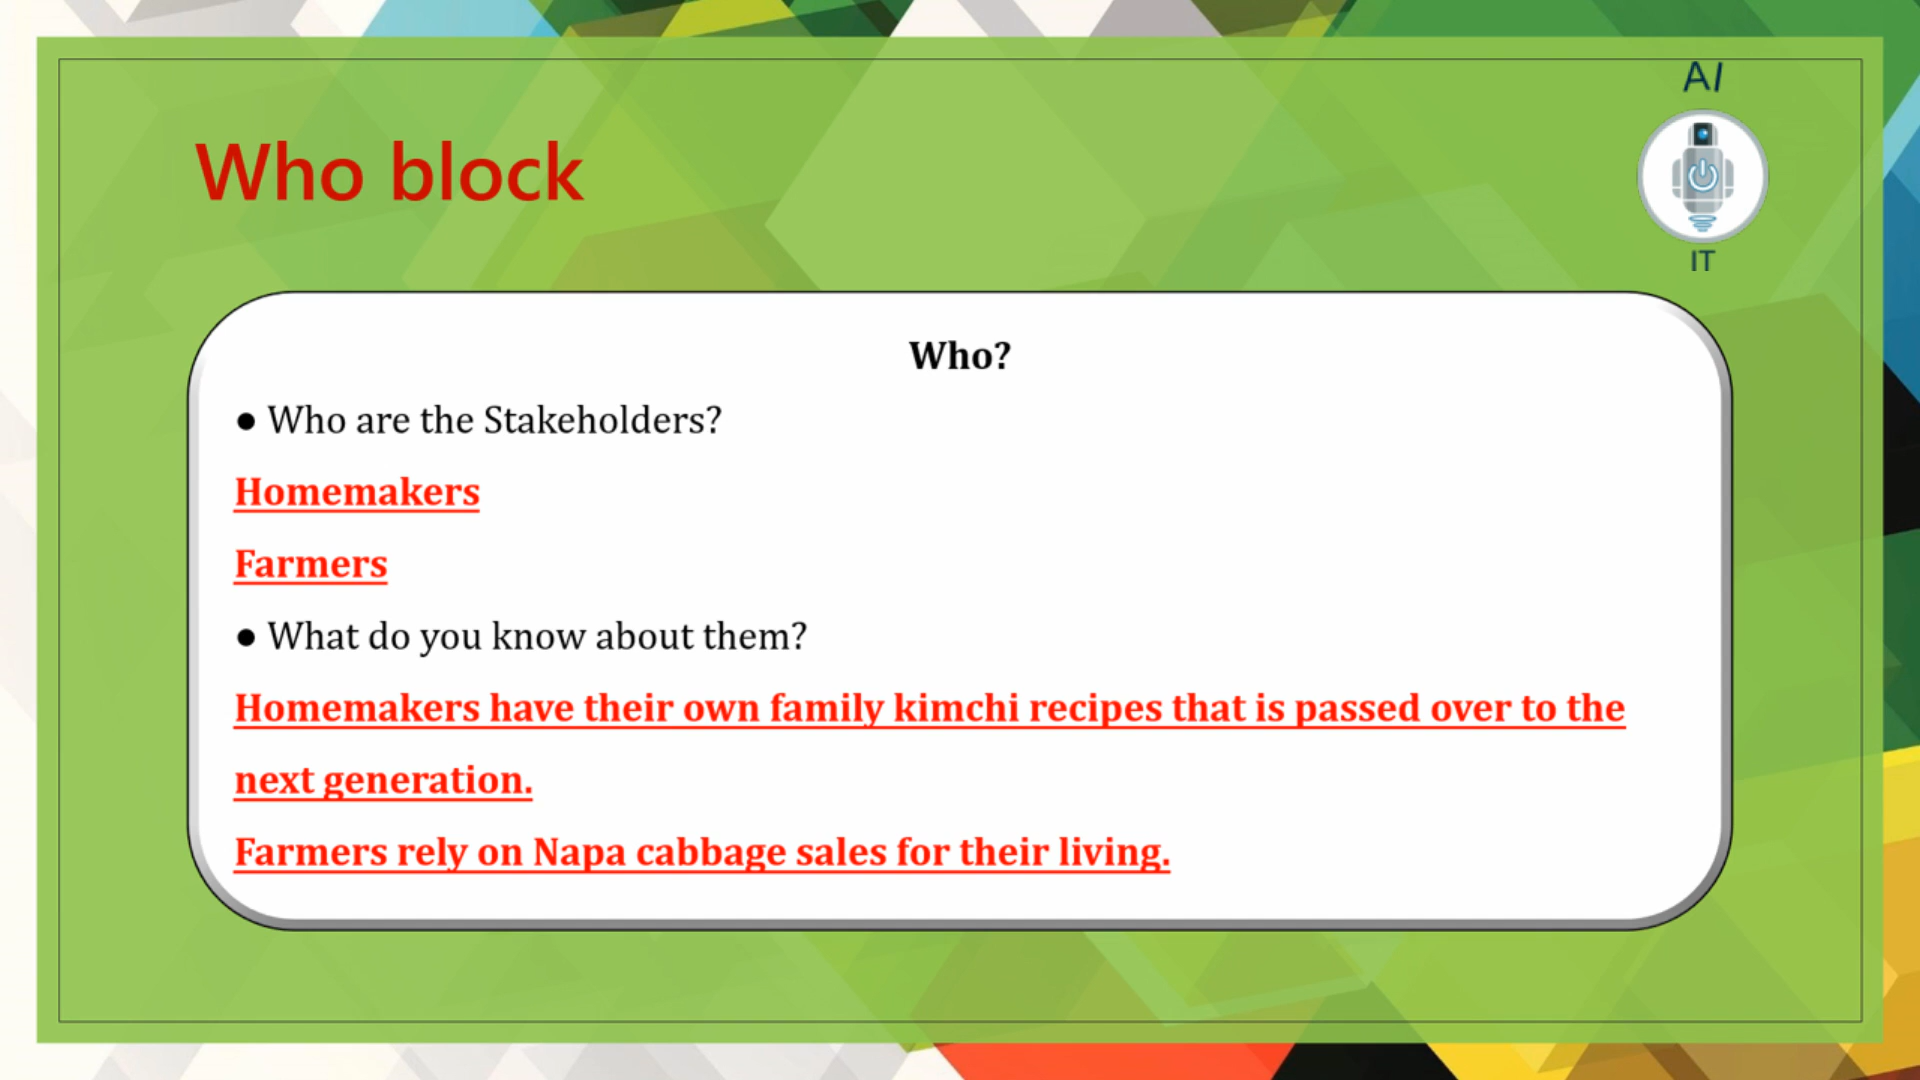 AI
Who block
IT
Who?
● Who are the Stakeholders?
Homemakers
Farmers
● What do you know about them?
Homemakers have their own family kimchi recipes that is passed over to the
next generation.
Farmers rely on Napa cabbage sales for their living.